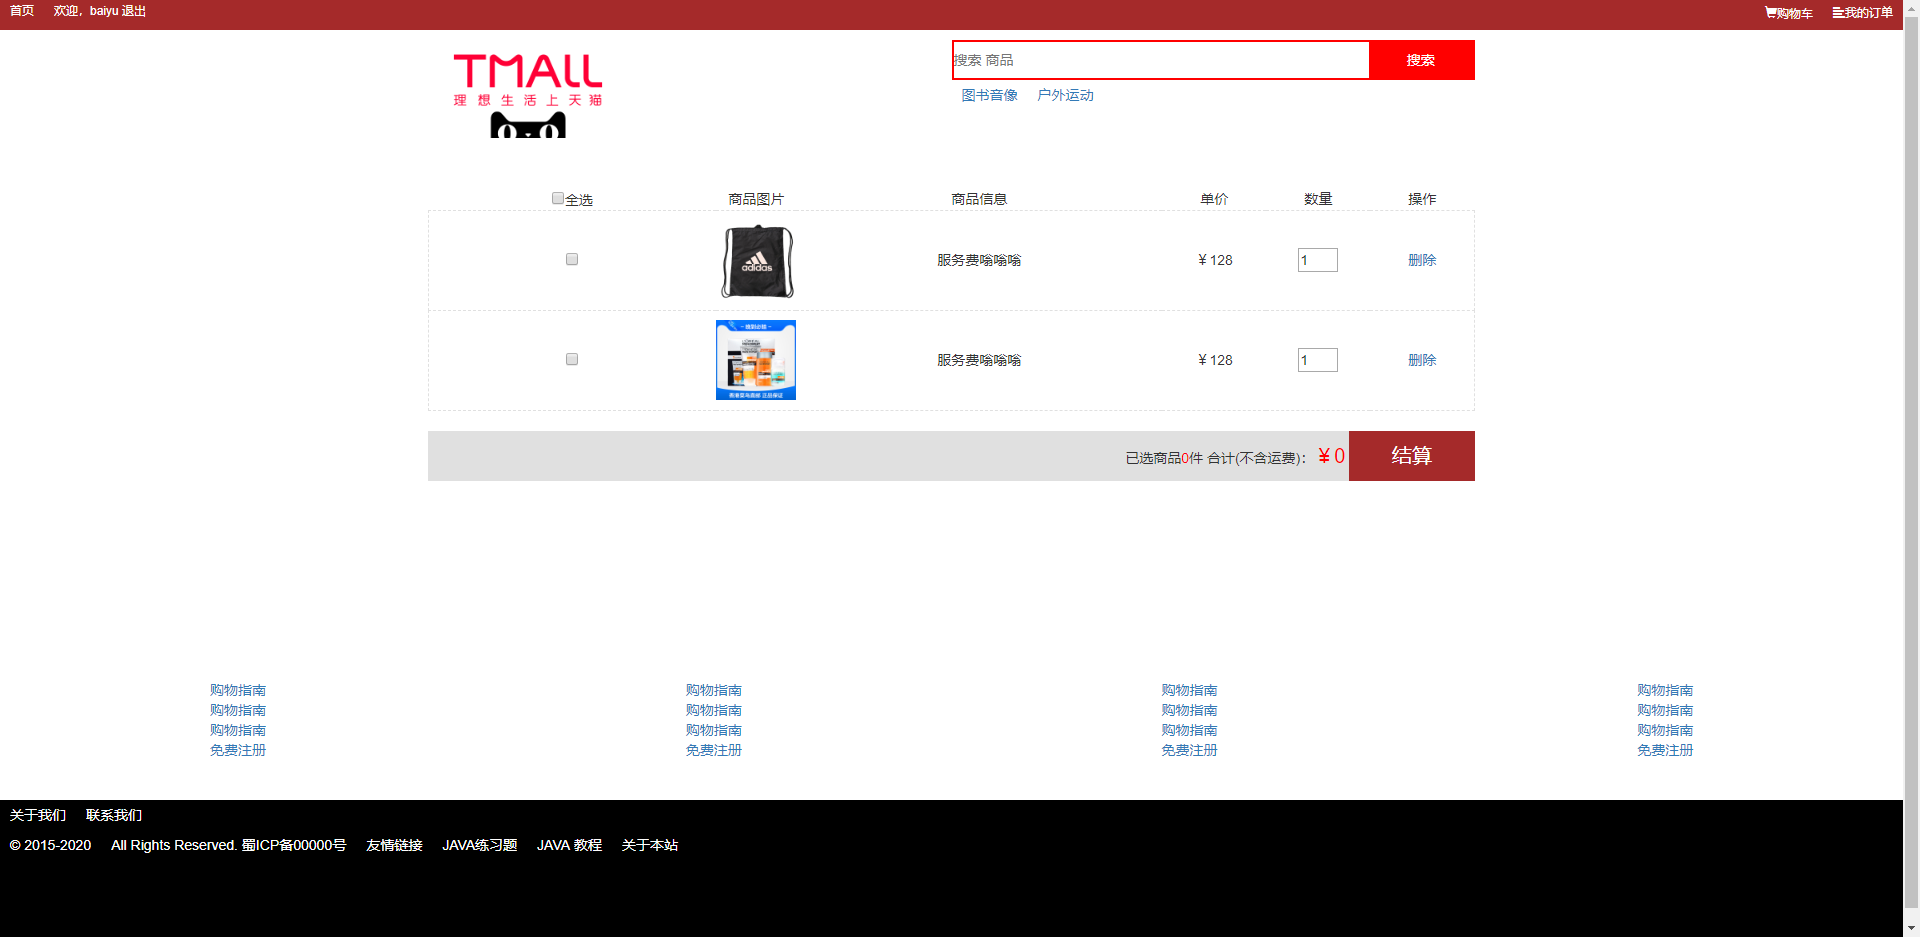 首页 欢迎，baiyu 退出 购物车 我的订单
TMALL
理想生活上天猫
搜索 商品 搜索
图书音像 户外运动
全选 商品图片 商品信息 单价 数量 操作
adidas
服务费嗡嗡嗡 ¥ 128 1 删除
服务费嗡嗡嗡 ¥ 128 1 删除
已选商品0件 合计(不含运费)： ¥ 0 结算
购物指南 购物指南 购物指南 购物指南
购物指南 购物指南 购物指南 购物指南
购物指南 购物指南 购物指南 购物指南
免费注册 免费注册 免费注册 免费注册
关于我们 联系我们
© 2015-2020 All Rights Reserved. 蜀ICP备00000号 友情链接 JAVA练习题 JAVA 教程 关于本站